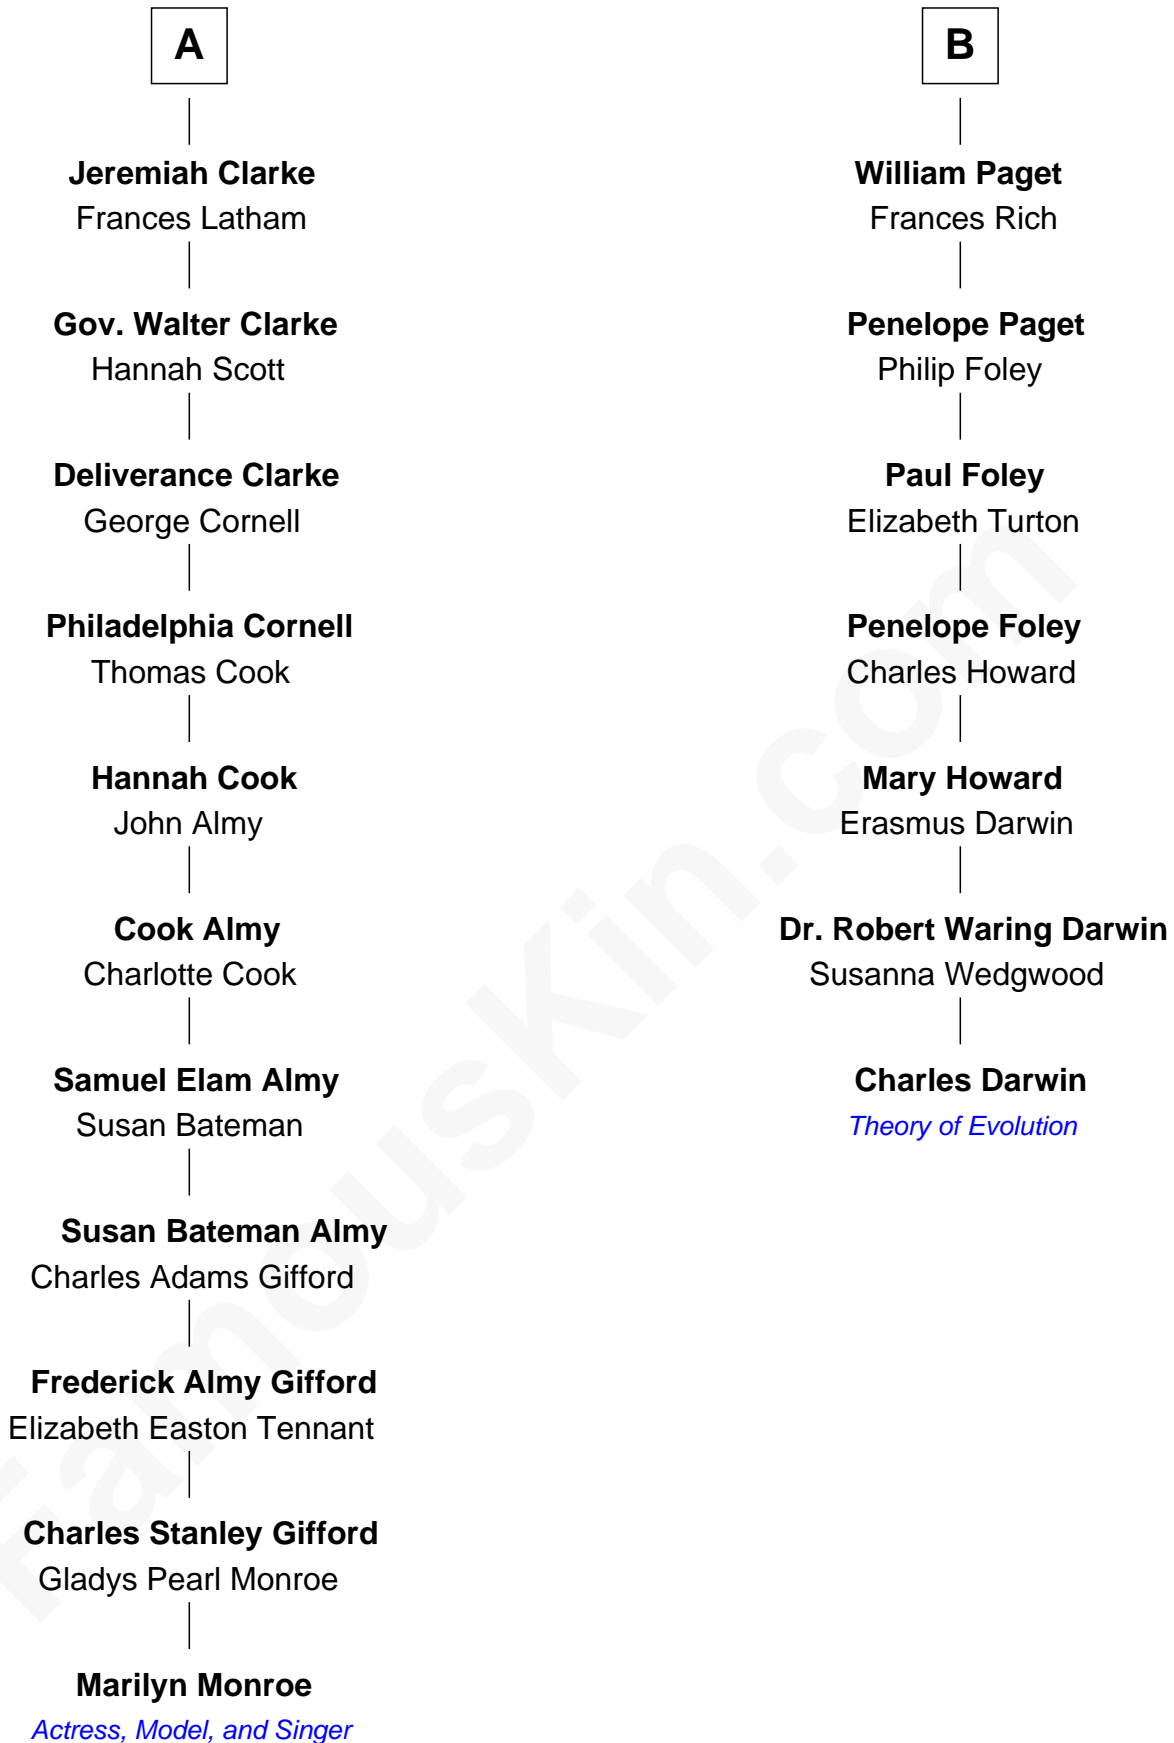 A
Jeremiah Clarke
Frances Latham
Gov. Walter Clarke
Hannah Scott
Deliverance Clarke
George Cornell
Philadelphia Cornell
Thomas Cook
Hannah Cook
John Almy
Cook Almy
Charlotte Cook
Samuel Elam Almy
Susan Bateman
Susan Bateman Almy
Charles Adams Gifford
Frederick Almy Gifford
Elizabeth Easton Tennant
Charles Stanley Gifford
Gladys Pearl Monroe
Marilyn Monroe
Actress, Model, and Singer
B
William Paget
Frances Rich
Penelope Paget
Philip Foley
Paul Foley
Elizabeth Turton
Penelope Foley
Charles Howard
Mary Howard
Erasmus Darwin
Dr. Robert Waring Darwin
Susanna Wedgwood
Charles Darwin
Theory of Evolution
FamousKin.com